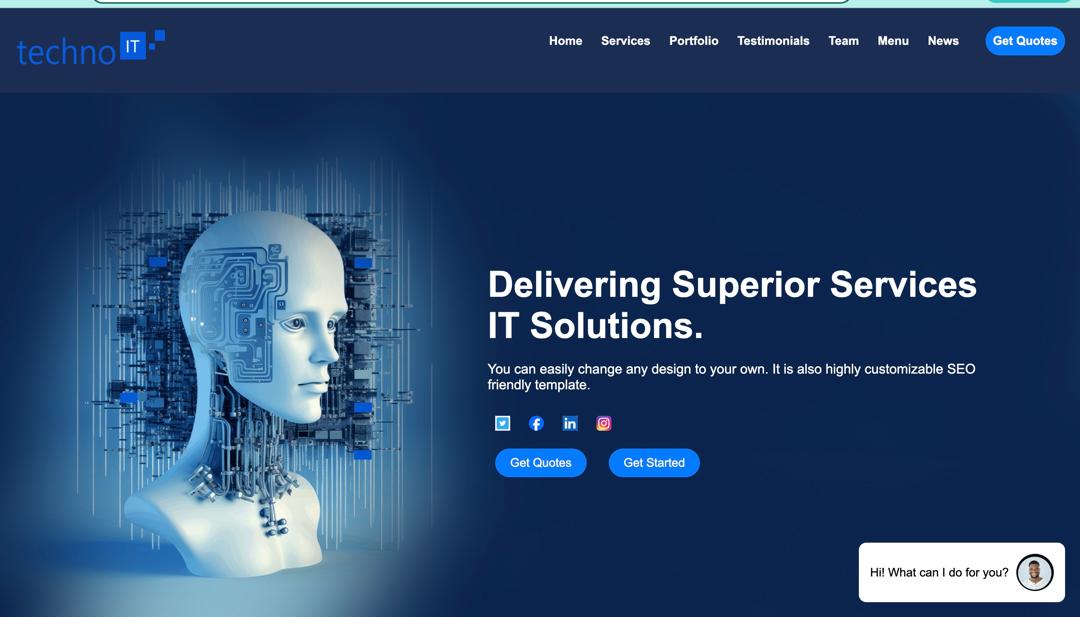 techno IT
Home Services Portfolio Testimonials Team Menu News Get Quotes
Delivering Superior Services
IT Solutions.
You can easily change any design to your own. It is also highly customizable SEO
friendly template.
in
Get Quotes Get Started
Hi! What can I do for you?